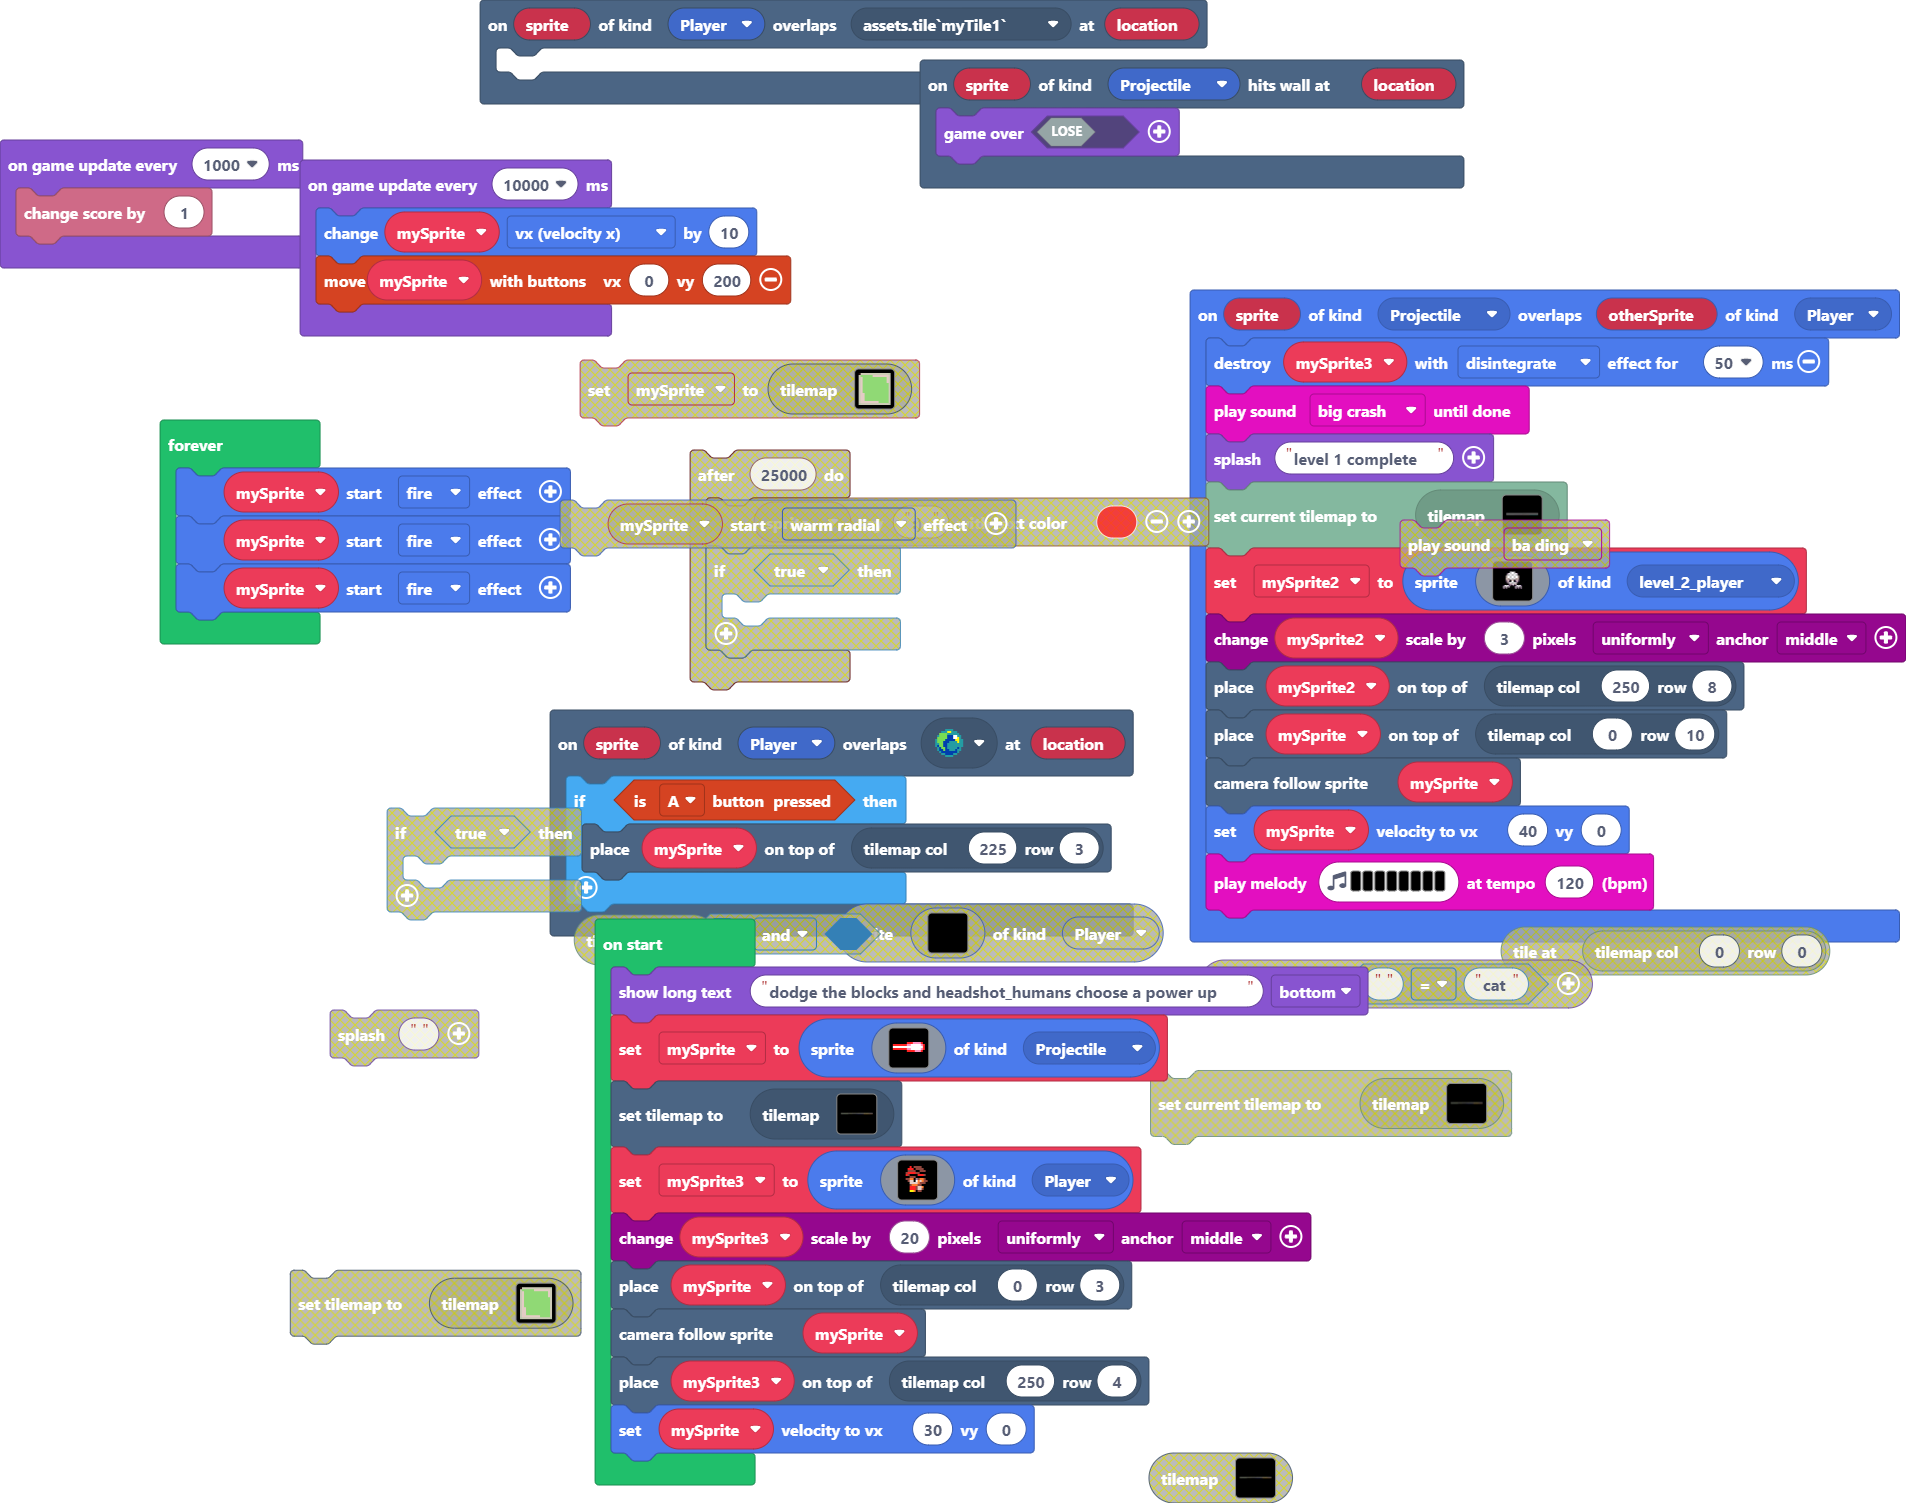 on sprite of kind Player overlaps assets.tile`myTile1` at location
on sprite of kind Projectile hits wall at location
game over LOSE
on game update every 1000 ms
change score by 1
on game update every 10000 ms
change mySprite vx (velocity x) by 10
move mySprite with buttons vx 0 vy 200
set mySprite to tilemap
forever
mySprite start fire effect
mySprite start fire effect
mySprite start fire effect
after 25000 do
mySprite start warm radial effect
text color
if true then
on sprite of kind Projectile overlaps otherSprite of kind Player
destroy mySprite3 with disintegrate effect for 50 ms
play sound big crash until done
splash "level 1 complete"
set current tilemap to tilemap
play sound ba ding
set mySprite2 to sprite of kind level_2_player
change mySprite2 scale by 3 pixels uniformly anchor middle
place mySprite2 on top of tilemap col 250 row 8
place mySprite on top of tilemap col 0 row 10
camera follow sprite mySprite
set mySprite velocity to vx 40 vy 0
play melody at tempo 120 (bpm)
on sprite of kind Player overlaps at location
if is A button pressed then
place mySprite on top of tilemap col 225 row 3
if true then
and
of kind Player
tile at tilemap col 0 row 0
" " = "cat"
splash " "
on start
show long text "dodge the blocks and headshot_humans choose a power up" bottom
set mySprite to sprite of kind Projectile
set tilemap to tilemap
set mySprite3 to sprite of kind Player
change mySprite3 scale by 20 pixels uniformly anchor middle
place mySprite on top of tilemap col 0 row 3
camera follow sprite mySprite
place mySprite3 on top of tilemap col 250 row 4
set mySprite velocity to vx 30 vy 0
set current tilemap to tilemap
set tilemap to tilemap
tilemap